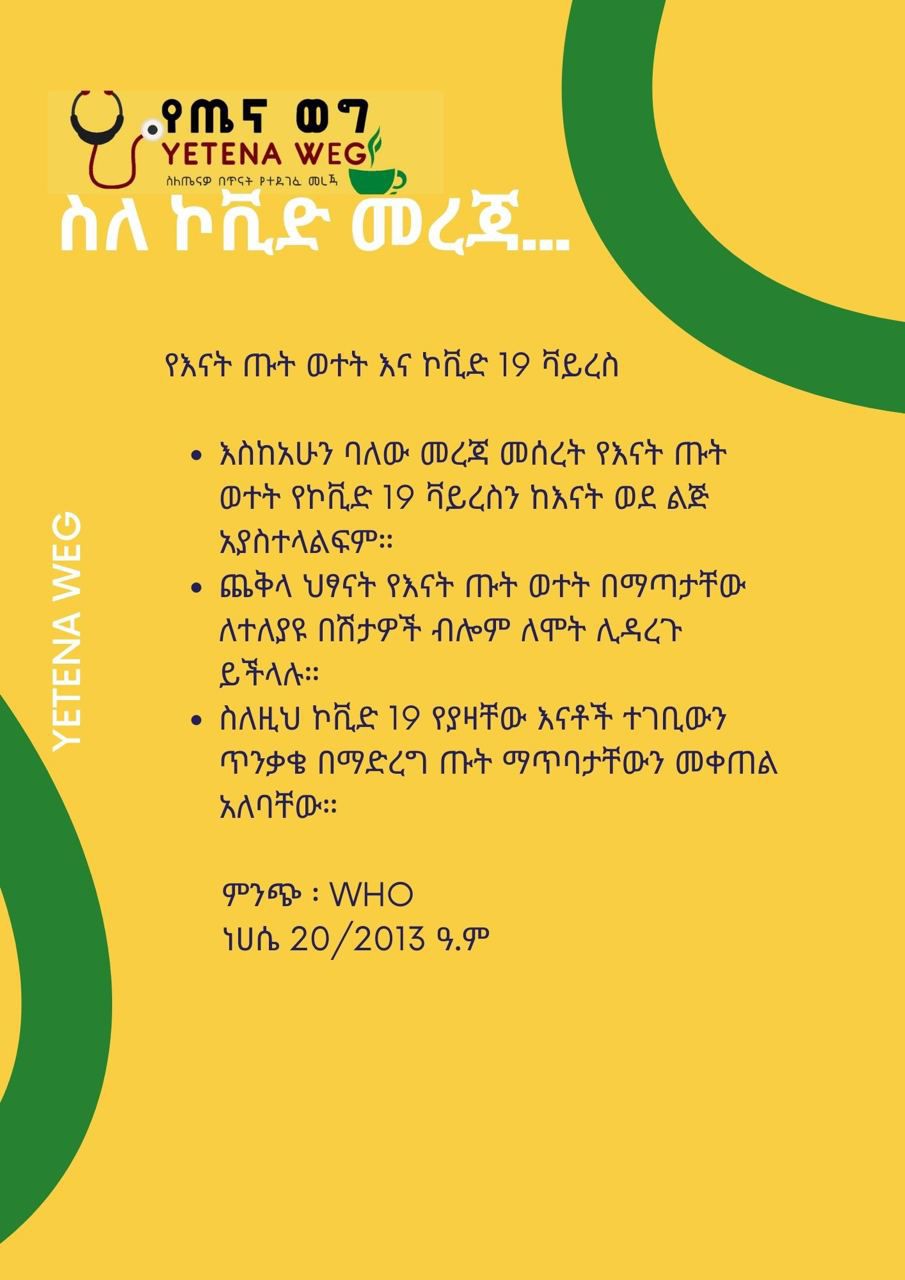 የጤና ወግ
YETENA WEG
ስለጤናዎ በጥናት የተደገፈ መረጃ
ስለ ኮቪድ መረጃ...
የእናት ጡት ወተት እና ኮቪድ 19 ቫይረስ
• እስከአሁን ባለው መረጃ መሰረት የእናት ጡት
ወተት የኮቪድ 19 ቫይረስን ከእናት ወደ ልጅ
አያስተላልፍም።
• ጨቅላ ህፃናት የእናት ጡት ወተት በማጣታቸው
ለተለያዩ በሽታዎች ብሎም ለሞት ሊዳረጉ
ይችላሉ።
• ስለዚህ ኮቪድ 19 የያዛቸው እናቶች ተገቢውን
ጥንቃቄ በማድረግ ጡት ማጥባታቸውን መቀጠል
አለባቸው።
ምንጭ ፡ WHO
ነሀሴ 20/2013 ዓ.ም
YETENA WEG